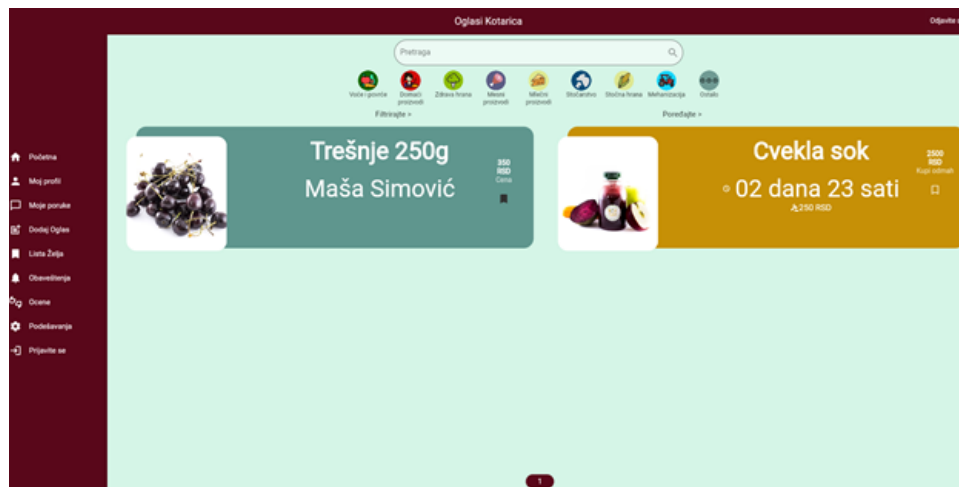 Oglasi Kotarica
Odjavite
Pretraga
Voće i povrće
Domaći
proizvodi
Zdrava hrana
Mesni
proizvodi
Mlečni
proizvodi
Stočarstvo
Stočna hrana
Mehanizacija
Ostalo
Filtrirajte >
Poređajte >
Početna
Moj profil
Moje poruke
Dodaj Oglas
Lista Želja
Obaveštenja
Ocene
Podešavanja
Prijavite se
Trešnje 250g
Maša Simović
350
RSD
Cena
Cvekla sok
02 dana 23 sati
250 RSD
2500
RSD
Kupi odmah
1